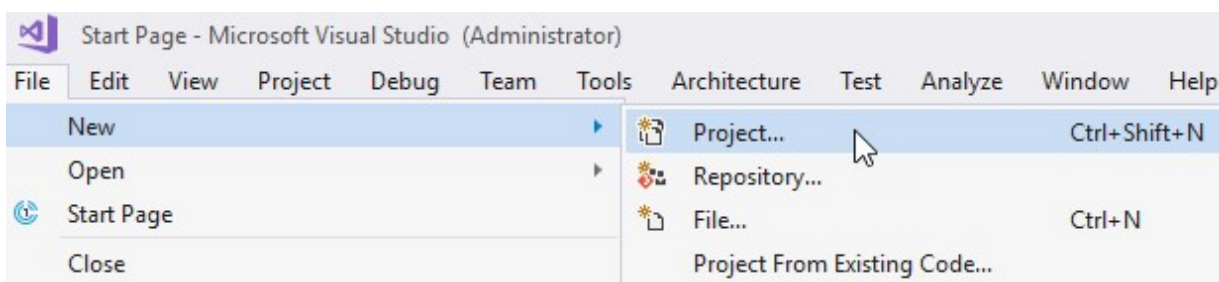 Start Page - Microsoft Visual Studio (Administrator)
File Edit View Project Debug Team Tools Architecture Test Analyze Window Help
New
Project... Ctrl+Shift+N
Open
Repository...
Start Page
File... Ctrl+N
Close
Project From Existing Code...